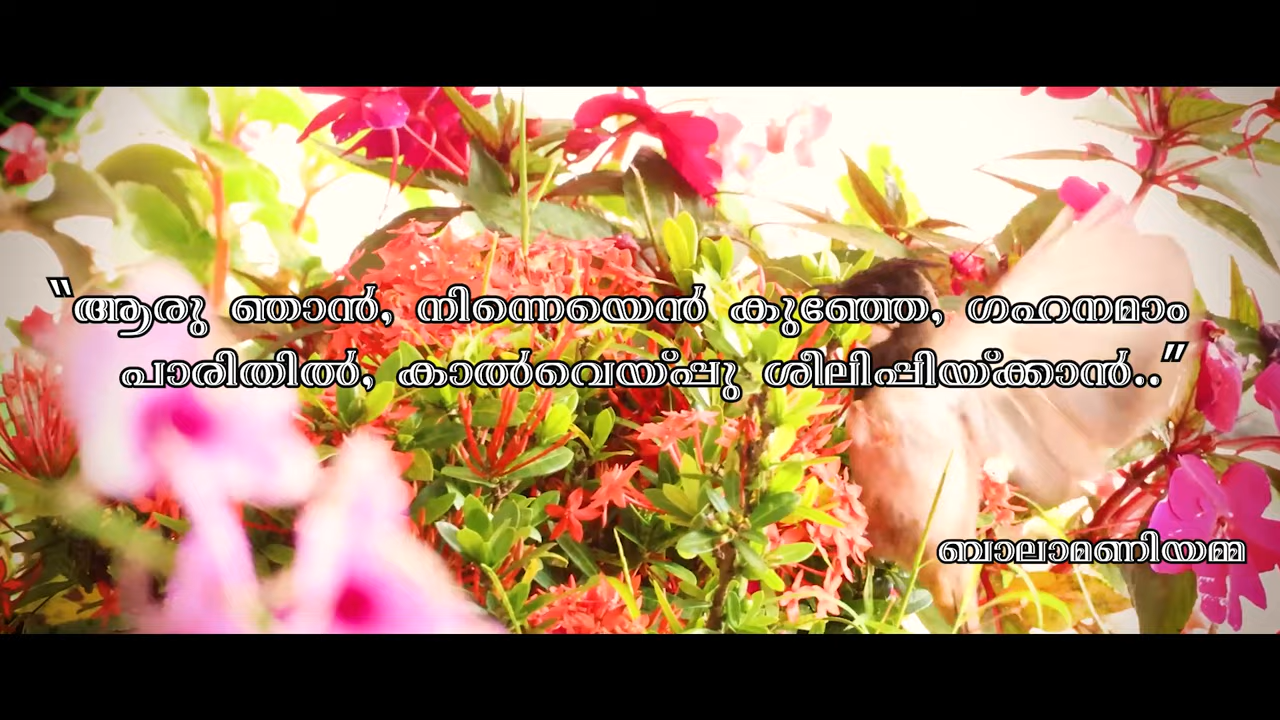 “ആരു ഞാൻ, നിന്നെയെൻ കുഞ്ഞേ, ഗഹനമാം
പാരിതിൽ, കാൽവെയ്പ്പു ശീലിപ്പിയ്ക്കാൻ..”
ബാലാമണിയമ്മ